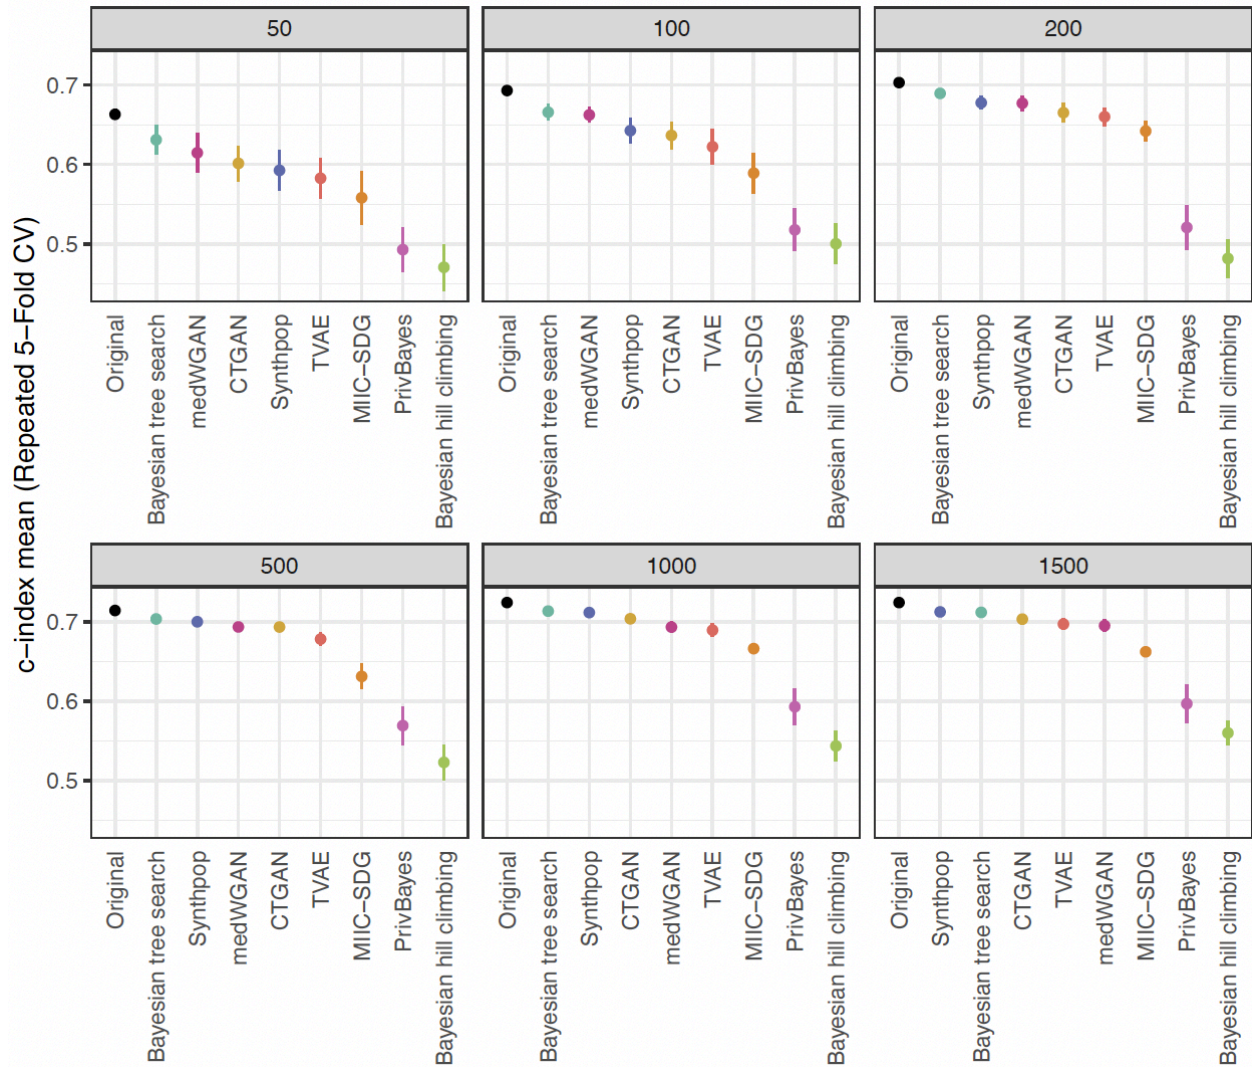 c−index mean (Repeated 5−Fold CV)
50
100
200
0.7
0.6
0.5
Original
Bayesian tree search
medWGAN
CTGAN
Synthpop
TVAE
MIIC−SDG
PrivBayes
Bayesian hill climbing
Original
Bayesian tree search
medWGAN
Synthpop
CTGAN
TVAE
MIIC−SDG
PrivBayes
Bayesian hill climbing
Original
Bayesian tree search
Synthpop
medWGAN
CTGAN
TVAE
MIIC−SDG
PrivBayes
Bayesian hill climbing
500
1000
1500
0.7
0.6
0.5
Original
Bayesian tree search
Synthpop
medWGAN
CTGAN
TVAE
MIIC−SDG
PrivBayes
Bayesian hill climbing
Original
Bayesian tree search
Synthpop
CTGAN
medWGAN
TVAE
MIIC−SDG
PrivBayes
Bayesian hill climbing
Original
Synthpop
Bayesian tree search
CTGAN
TVAE
medWGAN
MIIC−SDG
PrivBayes
Bayesian hill climbing